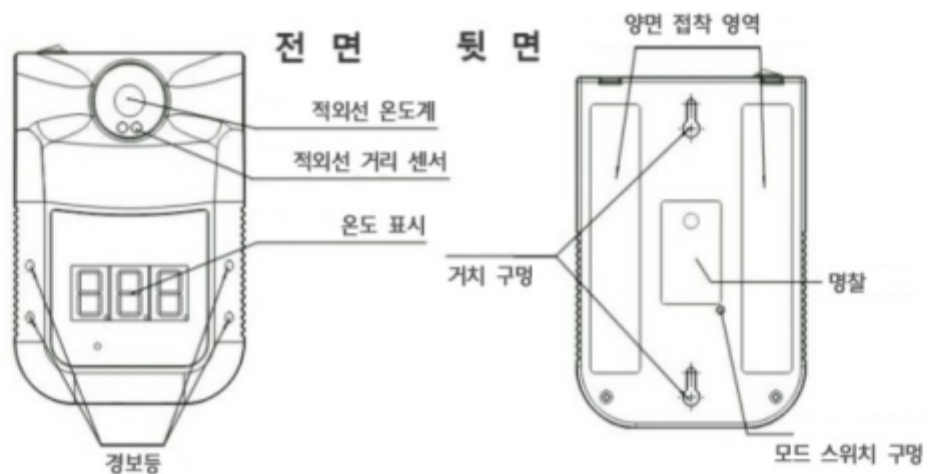 전 면
뒷 면
양면 접착 영역
적외선 온도계
적외선 거리 센서
온도 표시
거치 구멍
명찰
경보등
모드 스위치 구멍